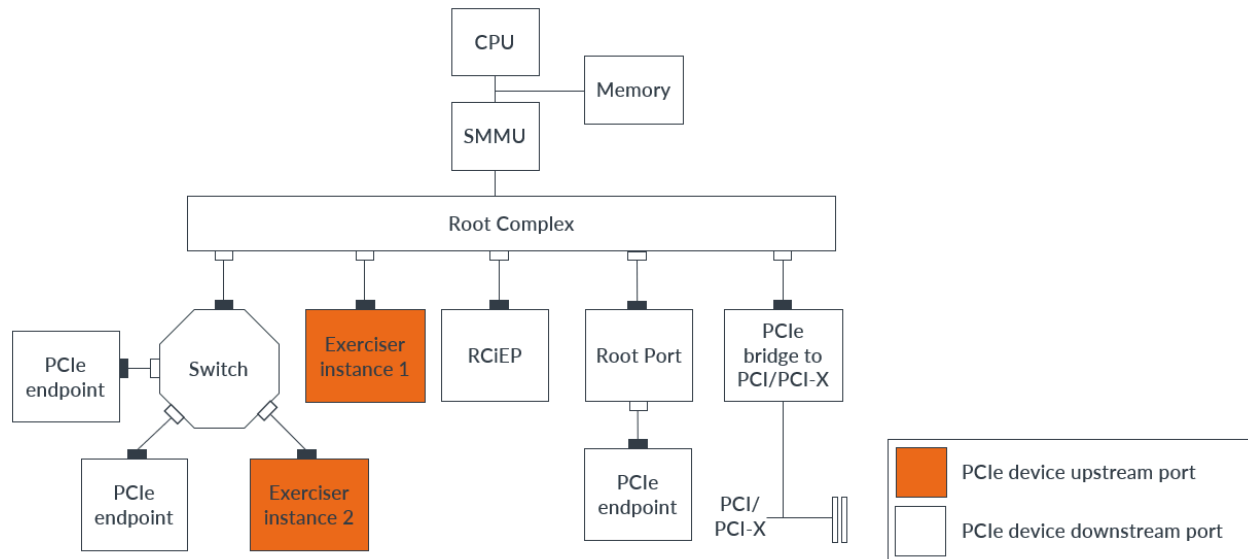 CPU
Memory
SMMU
Root Complex
PCIe
endpoint
Switch
Exerciser
instance 1
RCiEP
Root Port
PCIe
bridge to
PCI/PCI-X
PCIe
endpoint
Exerciser
instance 2
PCIe
endpoint
PCI/
PCI-X
PCIe device upstream port
PCIe device downstream port